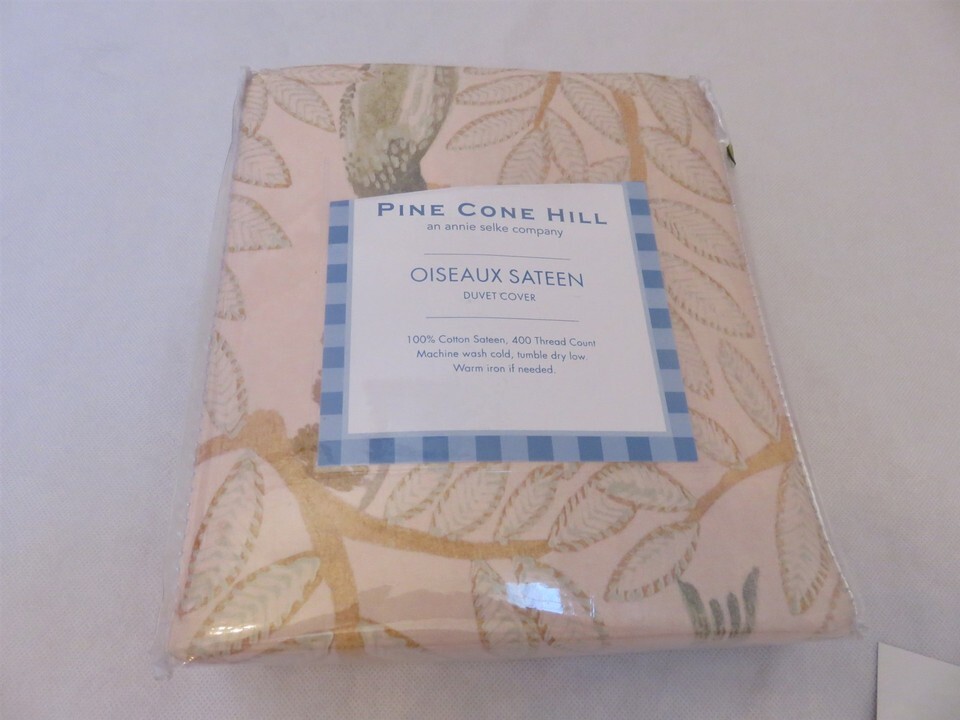 PINE CONE HILL
an annie selke company
OISEAUX SATEEN
DUVET COVER
100% Cotton Sateen, 400 Thread Count
Machine wash cold, tumble dry low.
Warm iron if needed.